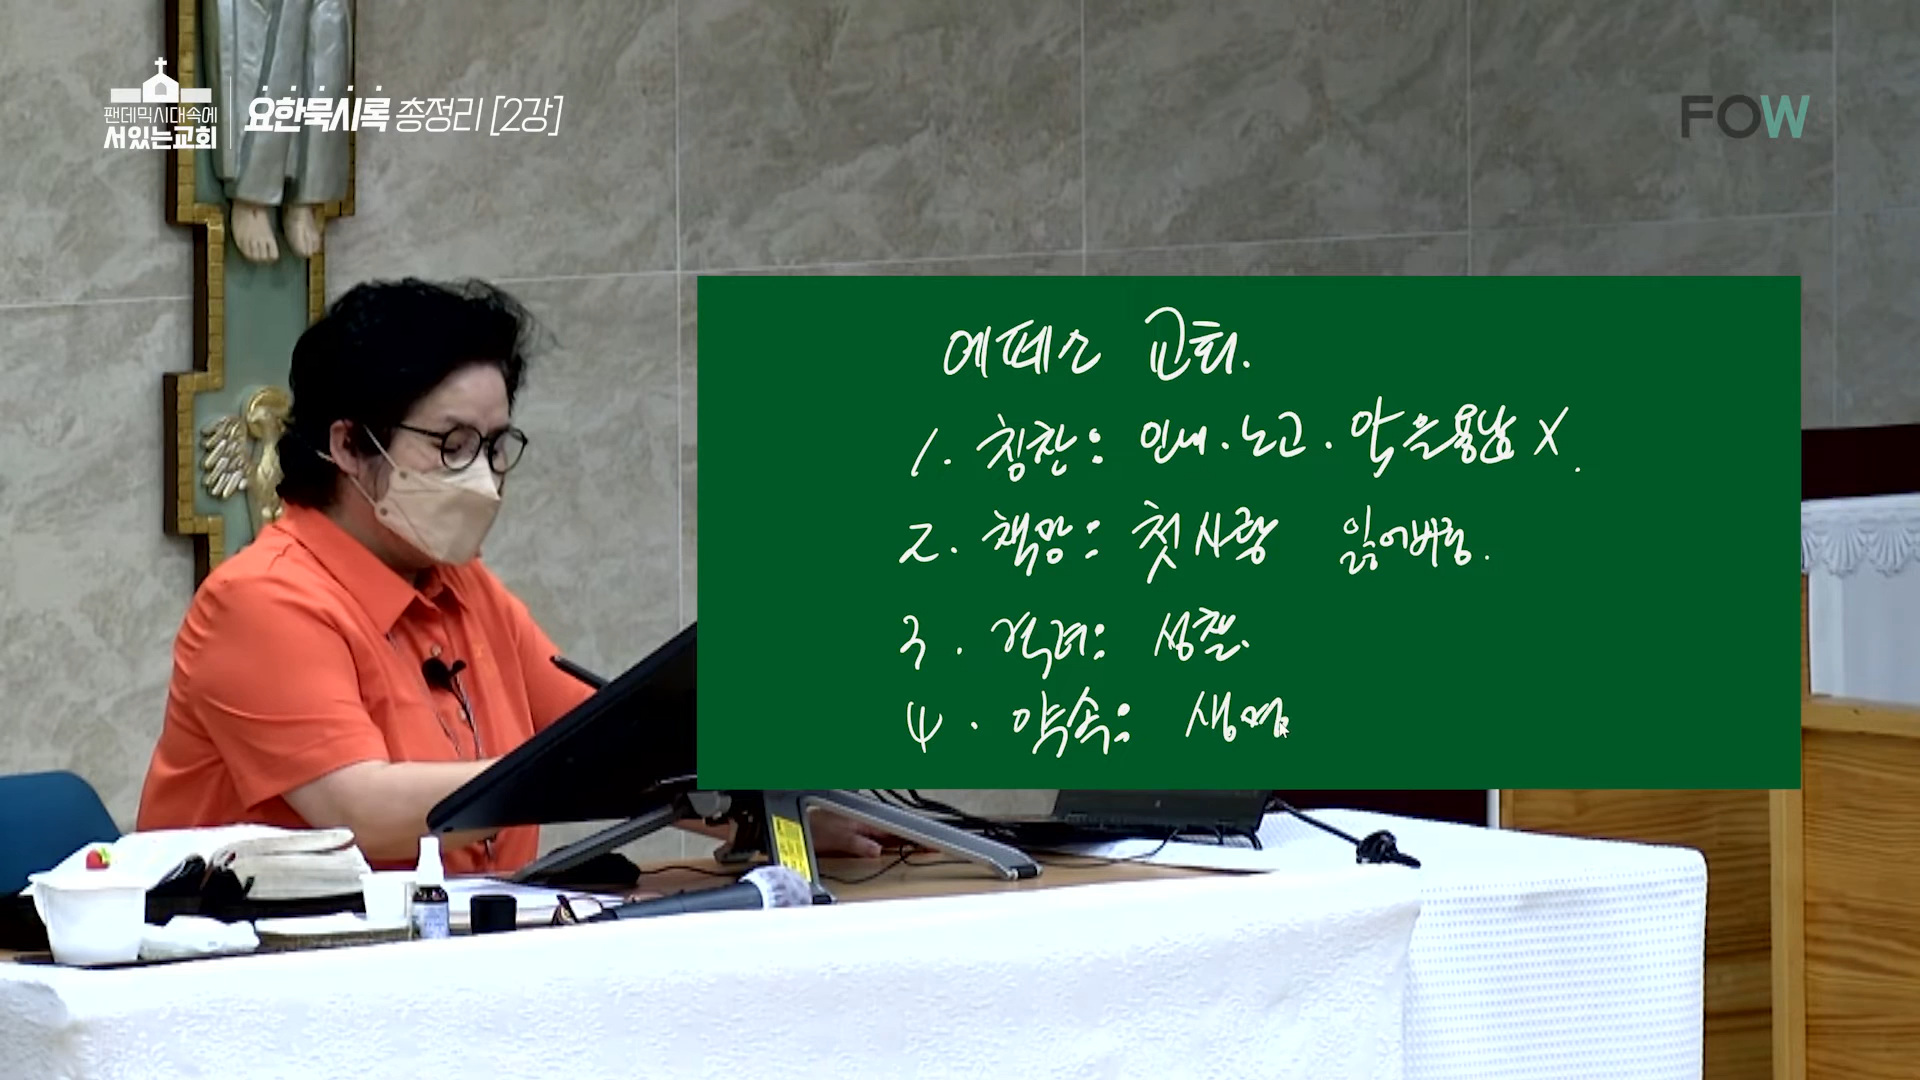 팬데믹시대속에
서있는교회
요한묵시록 총정리 [2강]
FOW
에페소 교회.
1. 칭찬: 인내. 노고. 악을용납 X.
2. 책망: 첫사랑 잃어버림.
3. 격려: 성찰.
4. 약속: 생명